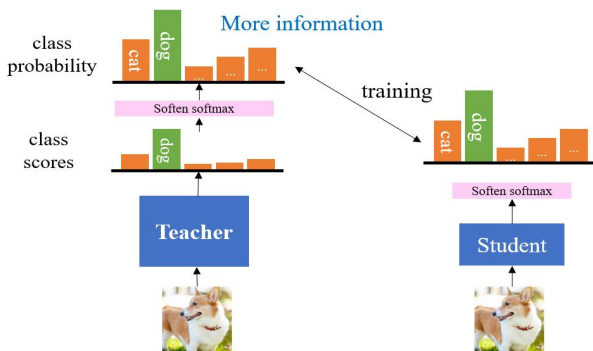 More information
class
probability
cat
dog
...
...
...
Soften softmax
training
class
scores
dog
cat
dog
...
...
...
Soften softmax
Teacher
Student